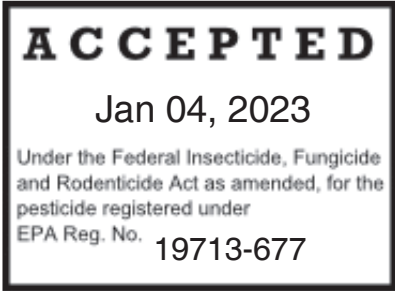 ACCEPTED
Jan 04, 2023
Under the Federal Insecticide, Fungicide
and Rodenticide Act as amended, for the
pesticide registered under
EPA Reg. No. 19713-677